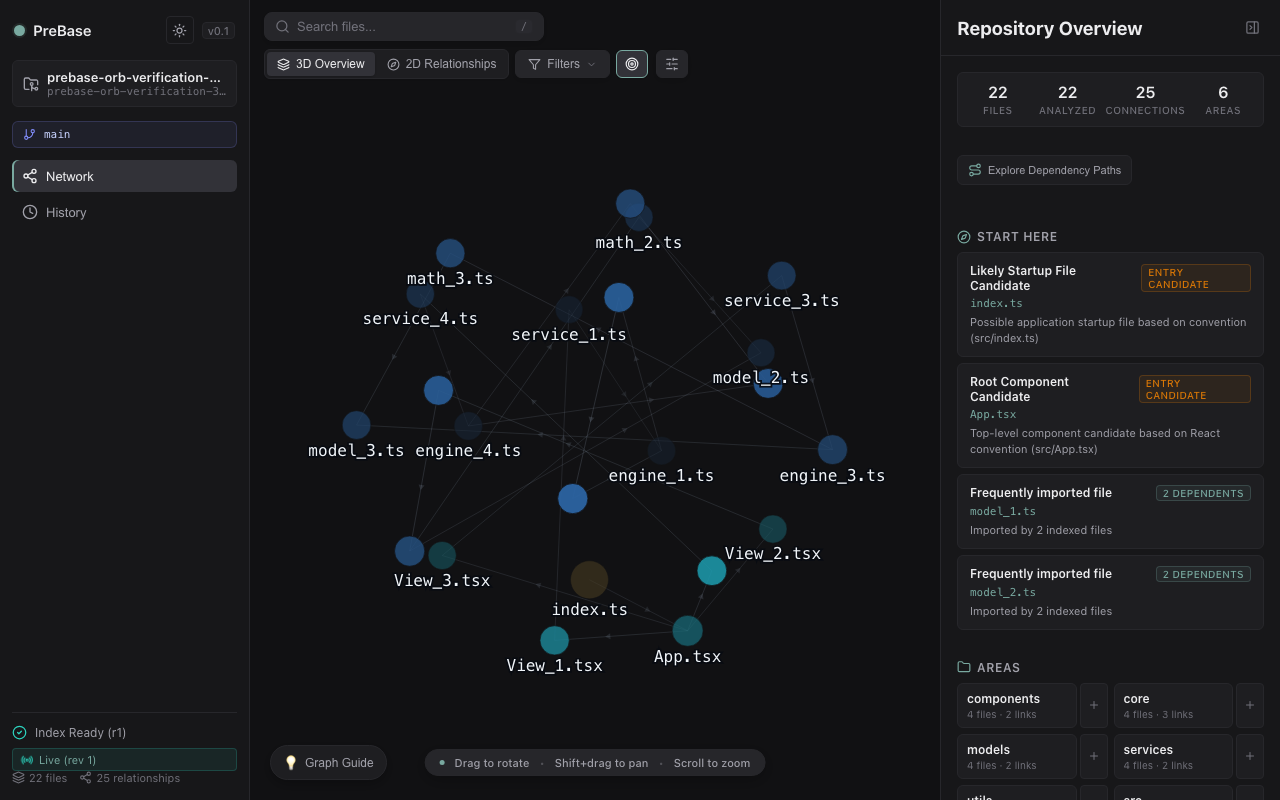 PreBase
v0.1
prebase-orb-verification-...
prebase-orb-verification-3...
main
Network
History
Index Ready (r1)
Live (rev 1)
22 files
25 relationships
Search files...
/
3D Overview
2D Relationships
Filters
math_2.ts
math_3.ts
service_3.ts
service_4.ts
service_1.ts
model_2.ts
model_3.ts
engine_4.ts
engine_1.ts
engine_3.ts
View_2.tsx
View_3.tsx
index.ts
View_1.tsx
App.tsx
Graph Guide
Drag to rotate · Shift+drag to pan · Scroll to zoom
Repository Overview
22
FILES
22
ANALYZED
25
CONNECTIONS
6
AREAS
Explore Dependency Paths
START HERE
Likely Startup File
Candidate
ENTRY
CANDIDATE
index.ts
Possible application startup file based on convention
(src/index.ts)
Root Component
Candidate
ENTRY
CANDIDATE
App.tsx
Top-level component candidate based on React
convention (src/App.tsx)
Frequently imported file
2 DEPENDENTS
model_1.ts
Imported by 2 indexed files
Frequently imported file
2 DEPENDENTS
model_2.ts
Imported by 2 indexed files
AREAS
components
4 files · 2 links
+
core
4 files · 3 links
+
models
4 files · 2 links
+
services
4 files · 2 links
+